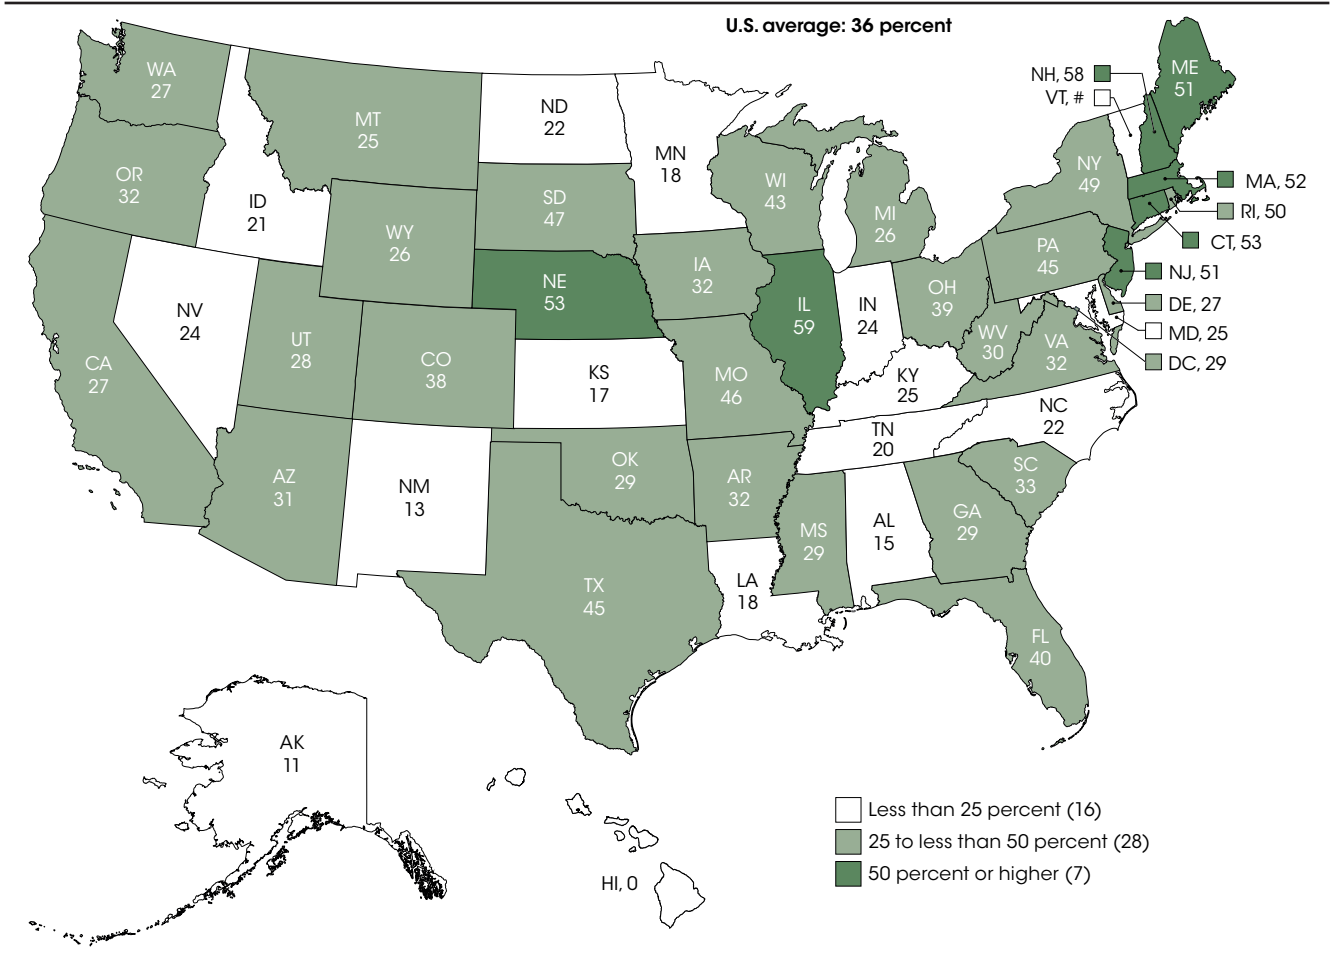 U.S. average: 36 percent
WA
27
MT
25
ND
22
MN
18
NH, 58
VT, #
ME
51
OR
32
ID
21
WY
26
SD
47
WI
43
MI
26
NY
49
MA, 52
RI, 50
CT, 53
NV
24
UT
28
CO
38
NE
53
IA
32
IL
59
IN
24
OH
39
PA
45
NJ, 51
DE, 27
MD, 25
DC, 29
WV
30
VA
32
CA
27
KS
17
MO
46
KY
25
NC
22
TN
20
AZ
31
NM
13
OK
29
AR
32
SC
33
MS
29
AL
15
GA
29
TX
45
LA
18
FL
40
AK
11
HI, 0
Less than 25 percent (16)
25 to less than 50 percent (28)
50 percent or higher (7)